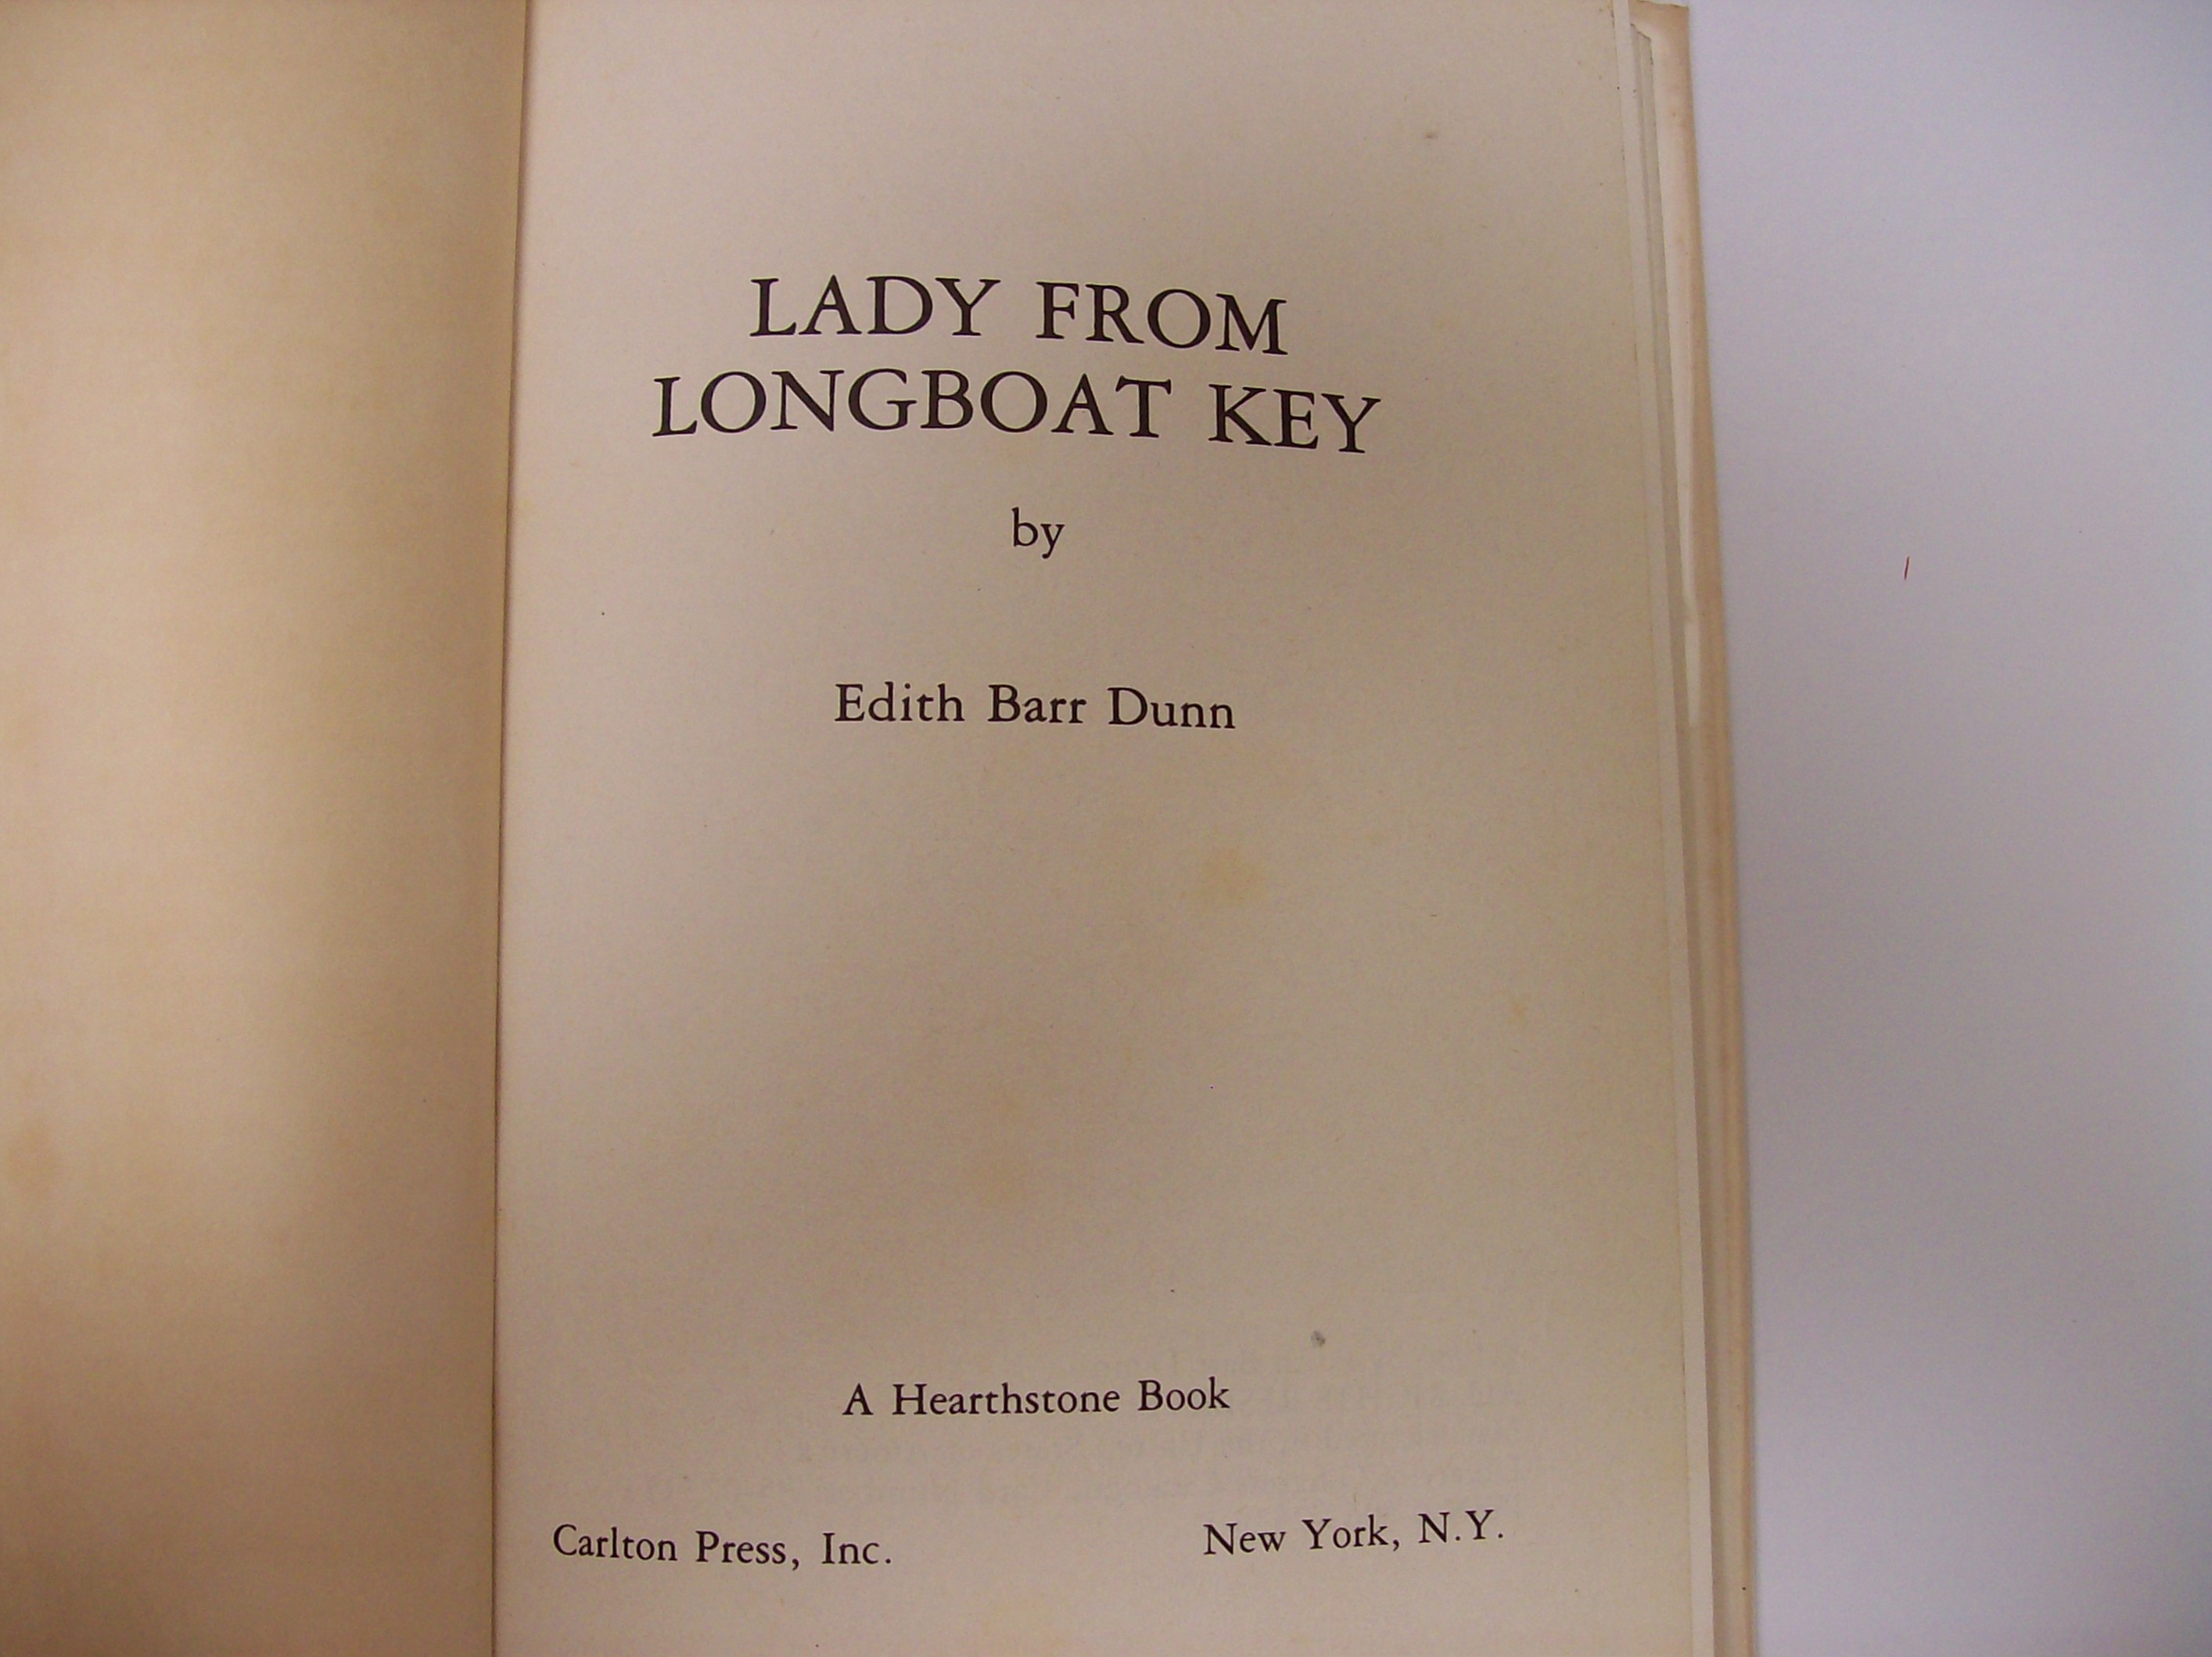 LADY FROM
LONGBOAT KEY
by
Edith Barr Dunn
A Hearthstone Book
Carlton Press, Inc. New York, N.Y.